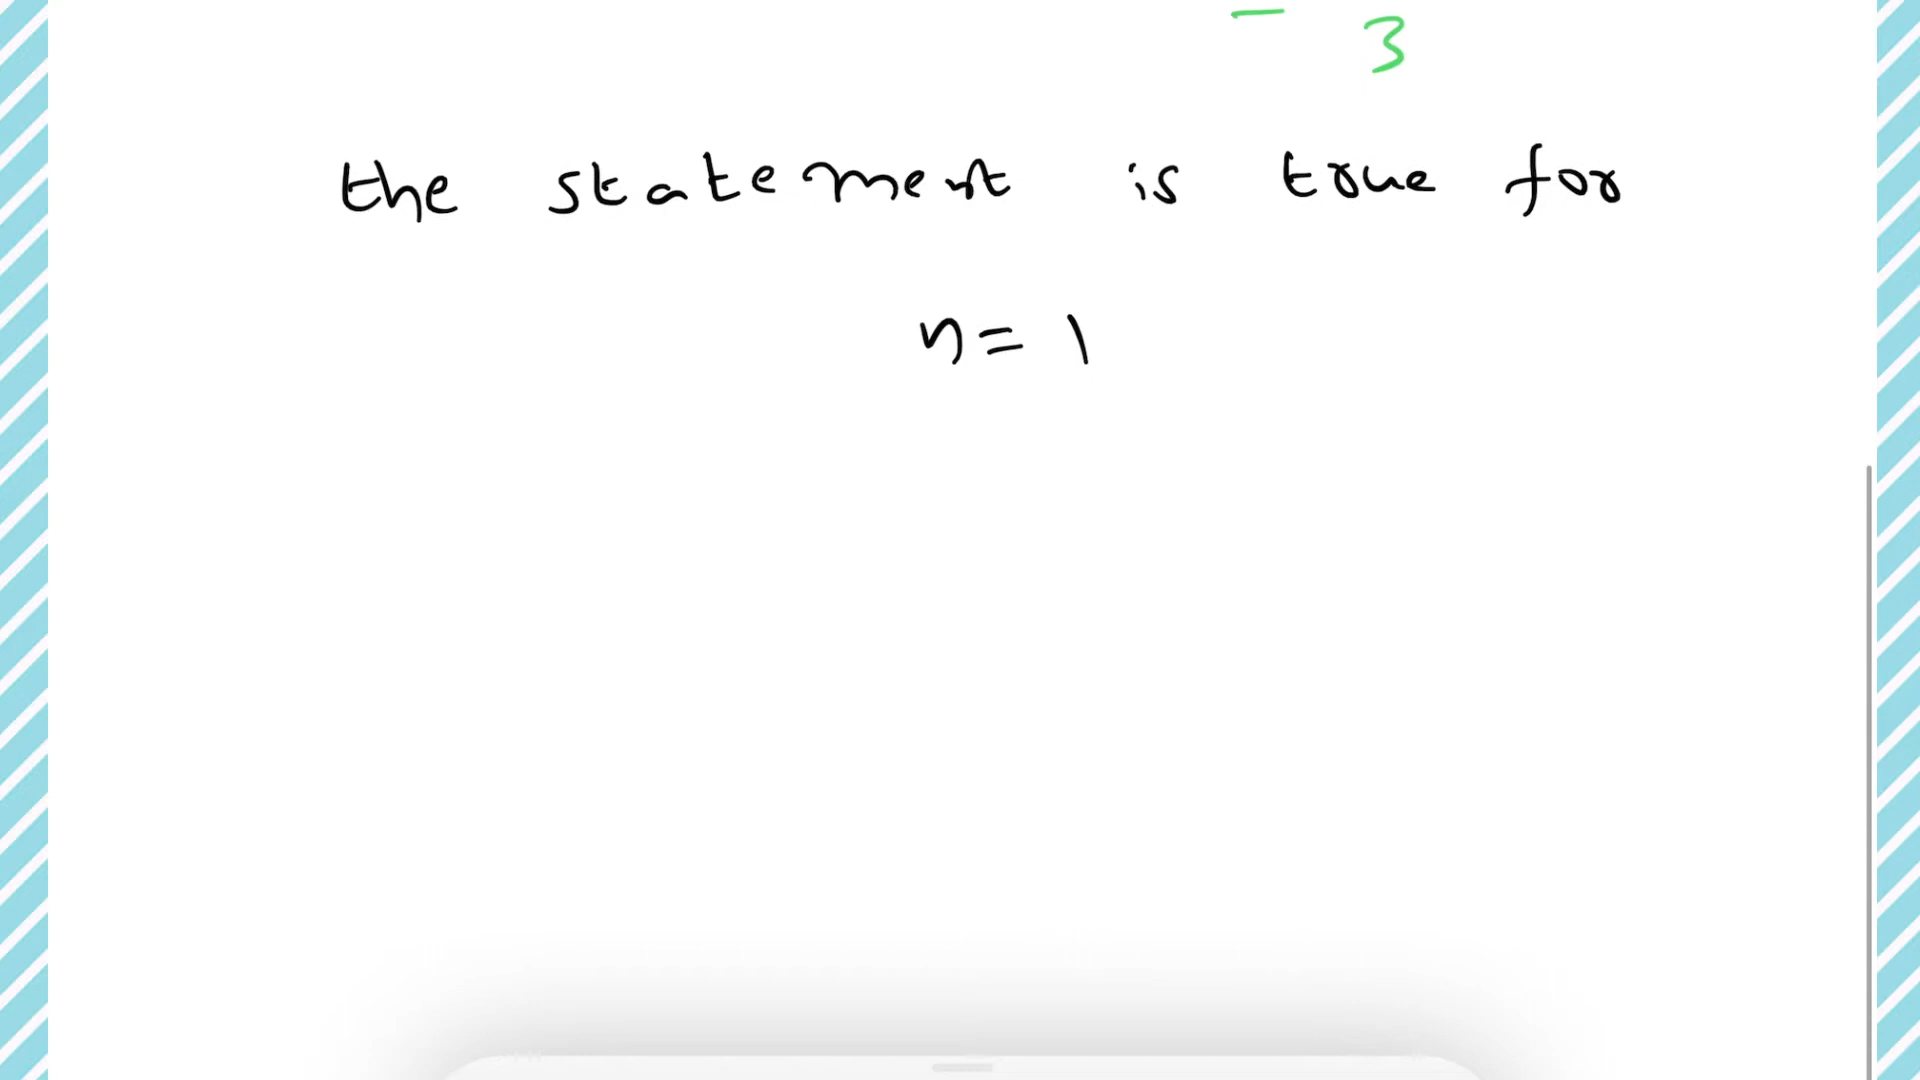 = 3
the statement is true for
n = 1